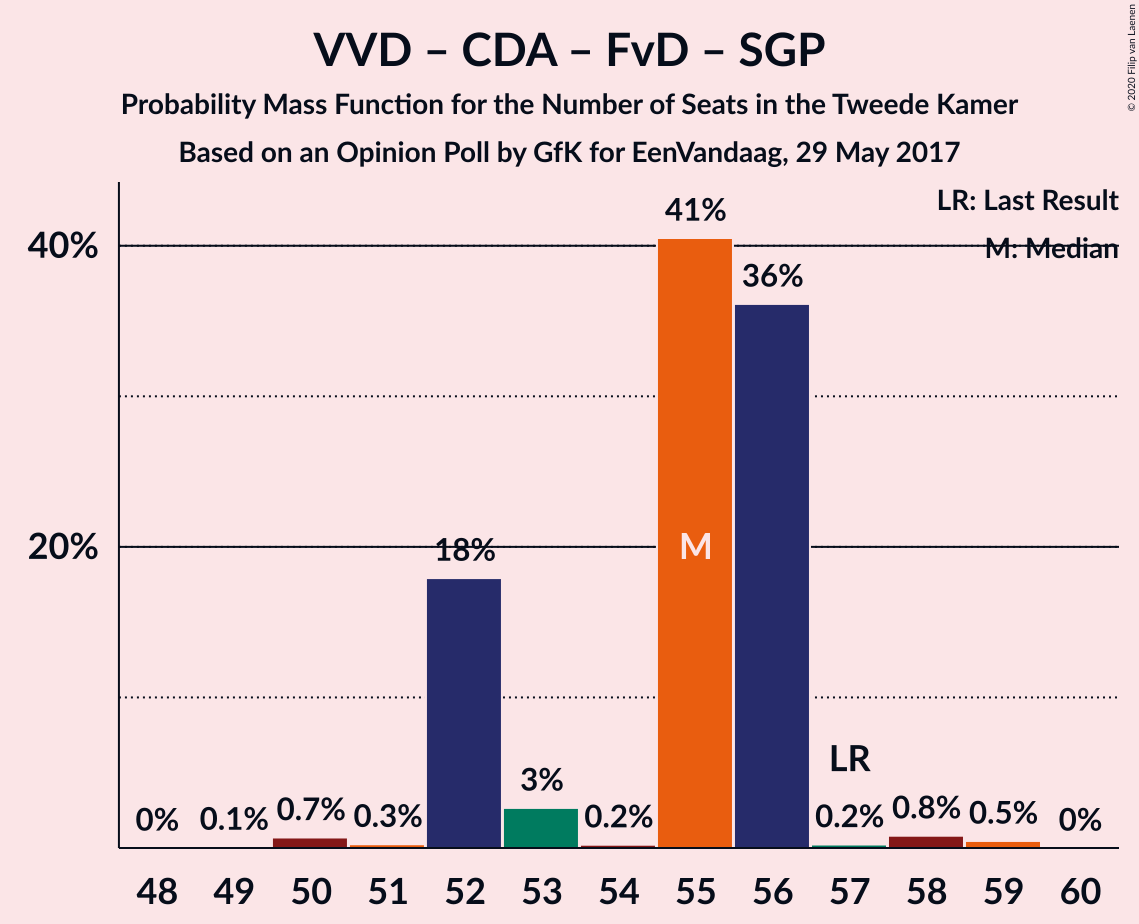 VVD – CDA – FvD – SGP
Probability Mass Function for the Number of Seats in the Tweede Kamer
Based on an Opinion Poll by GfK for EenVandaag, 29 May 2017
© 2020 Filip van Laenen
LR: Last Result
M: Median
40%
20%
0%
0.1%
0.7%
0.3%
18%
3%
0.2%
41%
M
36%
LR
0.2%
0.8%
0.5%
0%
48 49 50 51 52 53 54 55 56 57 58 59 60